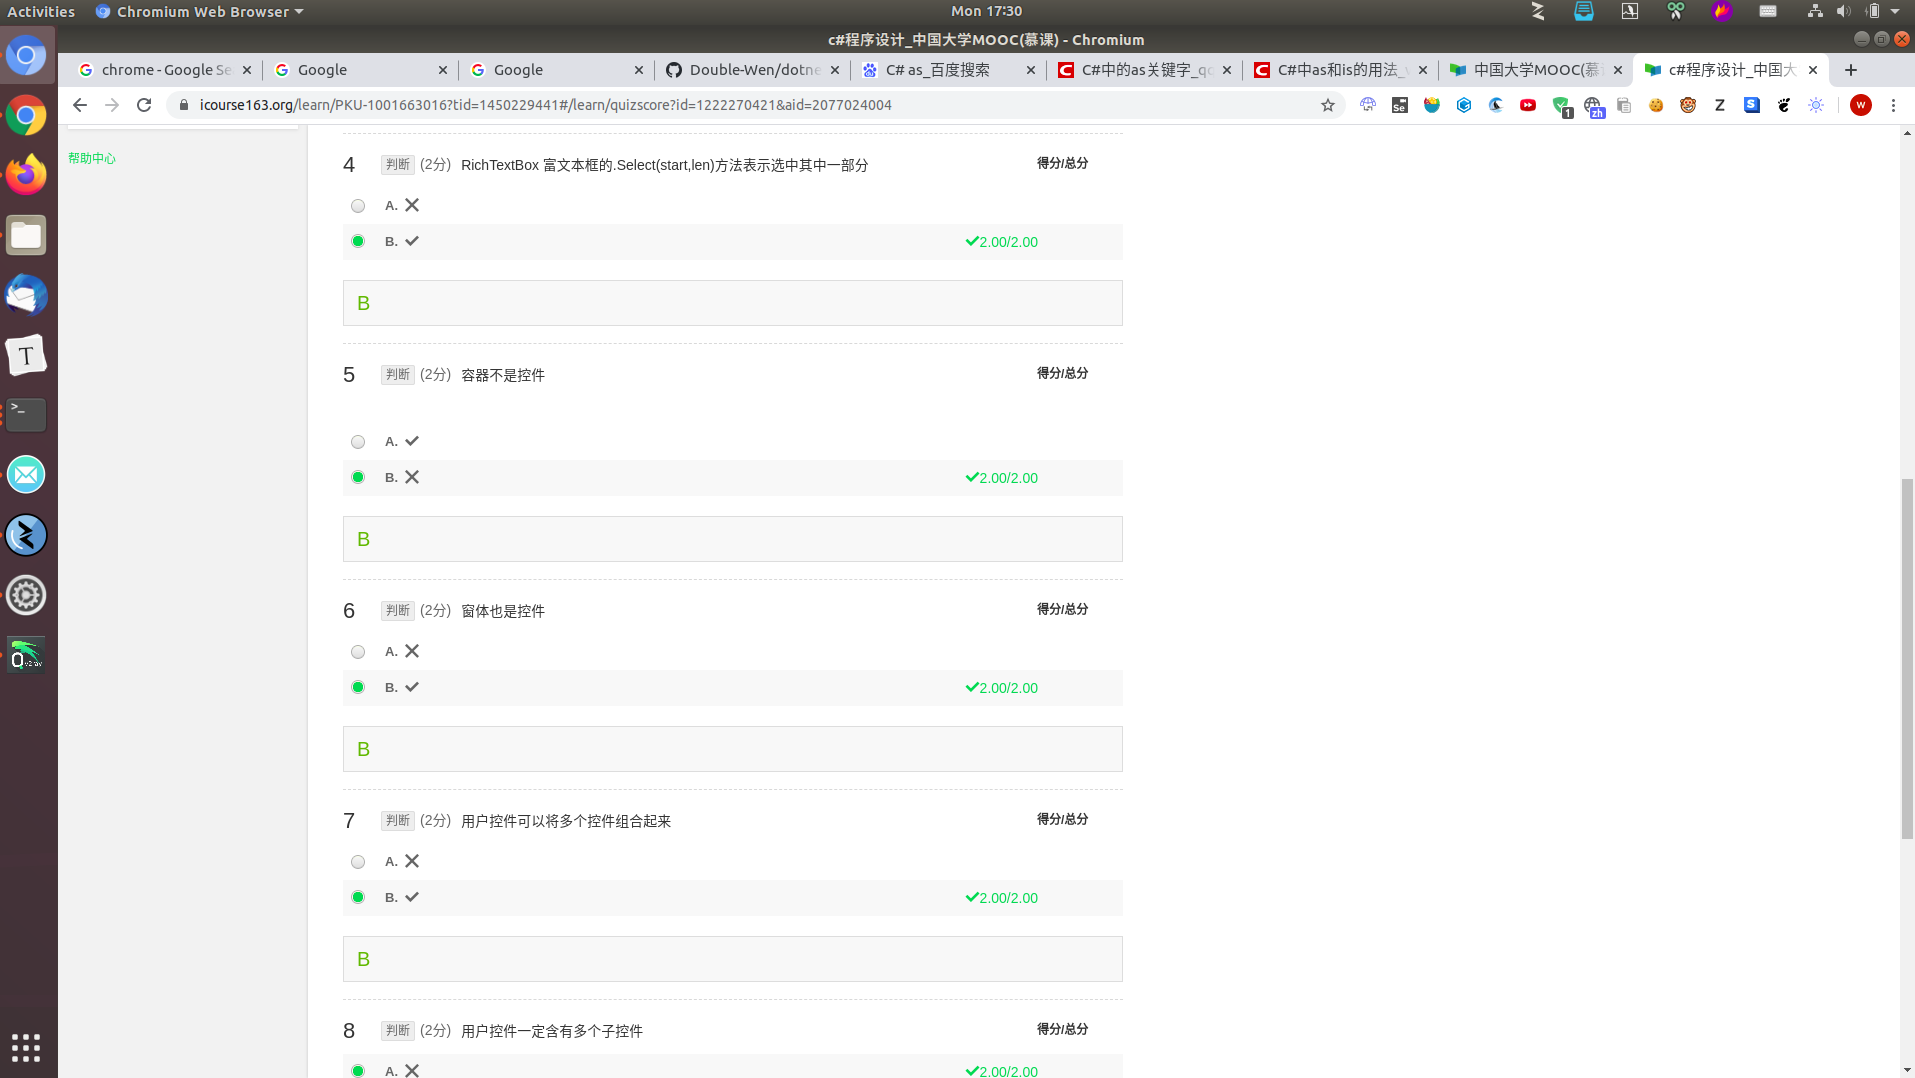 Activities
Chromium Web Browser
Mon 17:30
c#程序设计_中国大学MOOC(慕课) - Chromium
chrome - Google Se
Google
Google
Double-Wen/dotne
C# as_百度搜索
C#中的as关键字_qq
C#中as和is的用法_
中国大学MOOC(慕课
c#程序设计_中国大
icourse163.org/learn/PKU-1001663016?tid=1450229441#/learn/quizscore?id=1222270421&aid=2077024004
帮助中心
4 判断 (2分) RichTextBox 富文本框的.Select(start,len)方法表示选中其中一部分 得分/总分
A.
B. 2.00/2.00
B
5 判断 (2分) 容器不是控件 得分/总分
A.
B. 2.00/2.00
B
6 判断 (2分) 窗体也是控件 得分/总分
A.
B. 2.00/2.00
B
7 判断 (2分) 用户控件可以将多个控件组合起来 得分/总分
A.
B. 2.00/2.00
B
8 判断 (2分) 用户控件一定含有多个子控件 得分/总分
A. 2.00/2.00